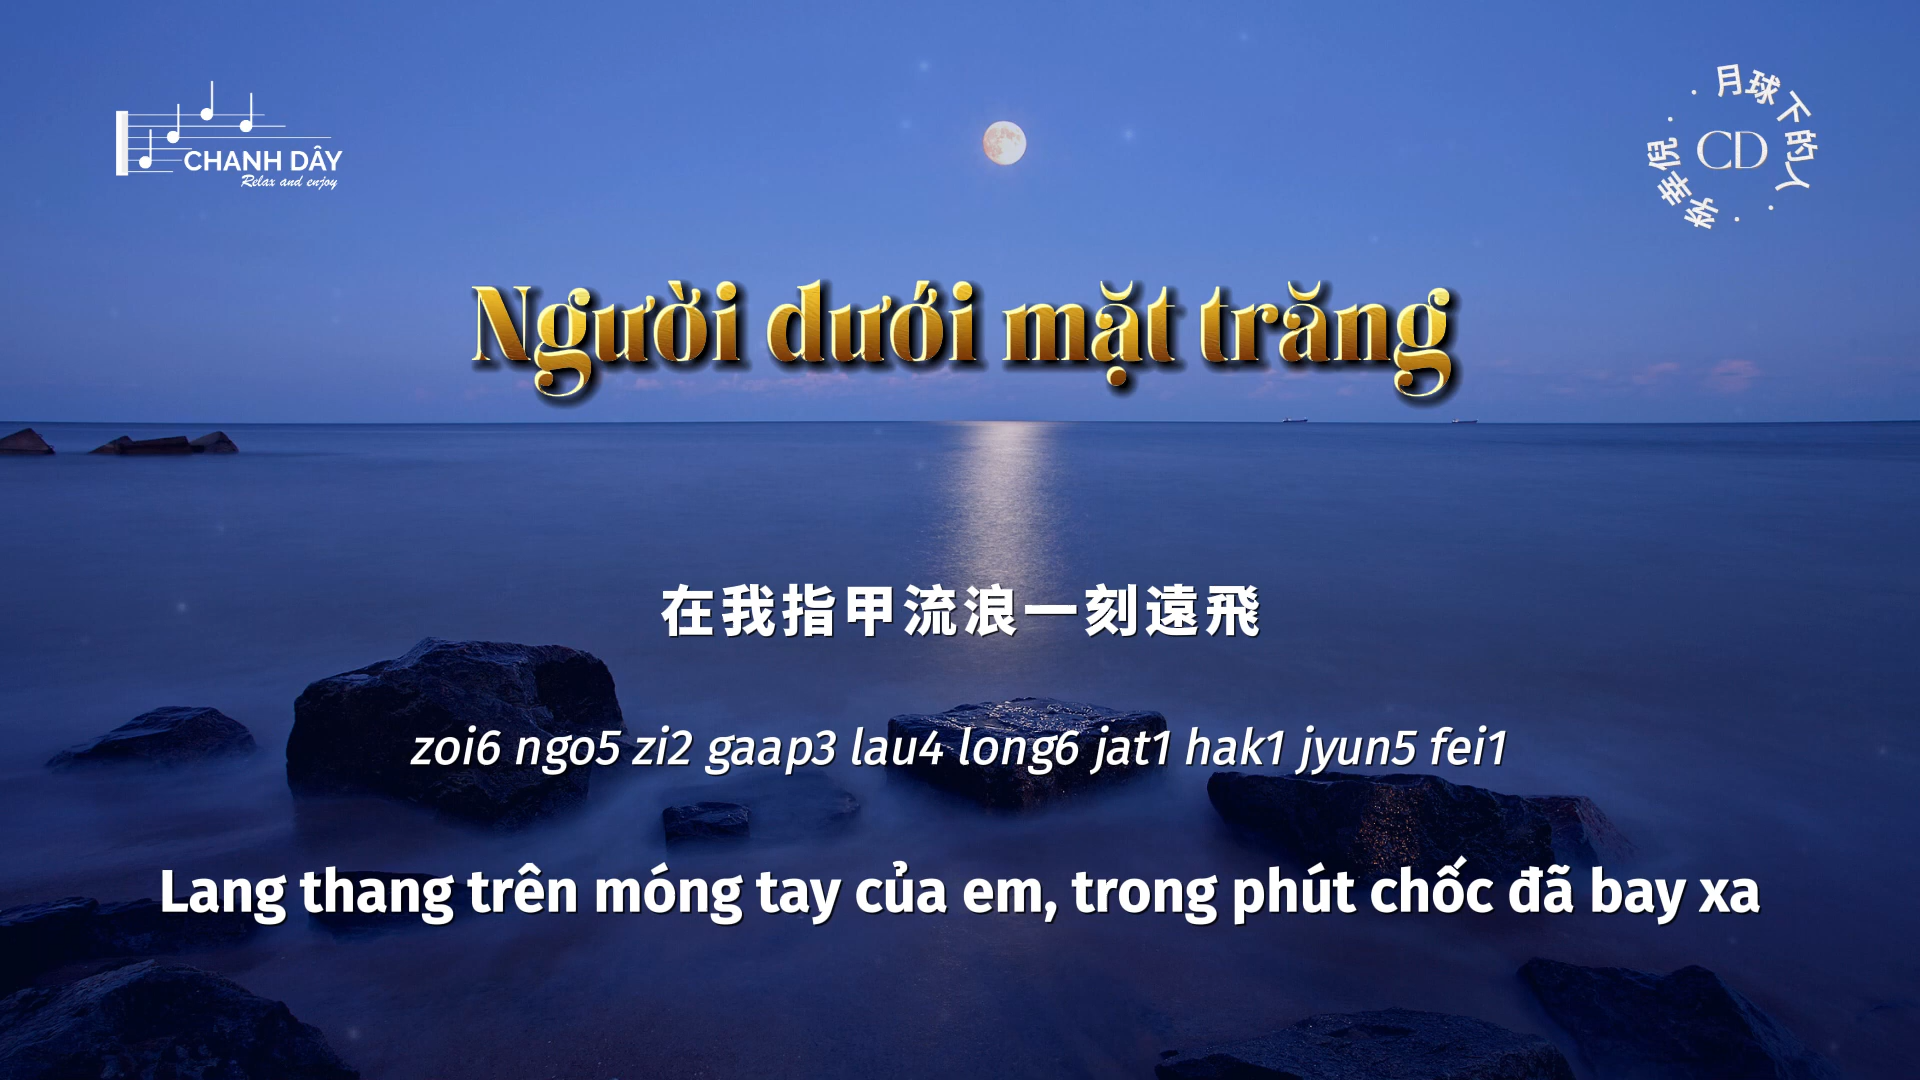 CHANH DÂY
Relax and enjoy
月球下的人
李幸倪
CD
Người dưới mặt trăng
在我指甲流浪一刻遠飛
zoi6 ngo5 zi2 gaap3 lau4 long6 jat1 hak1 jyun5 fei1
Lang thang trên móng tay của em, trong phút chốc đã bay xa